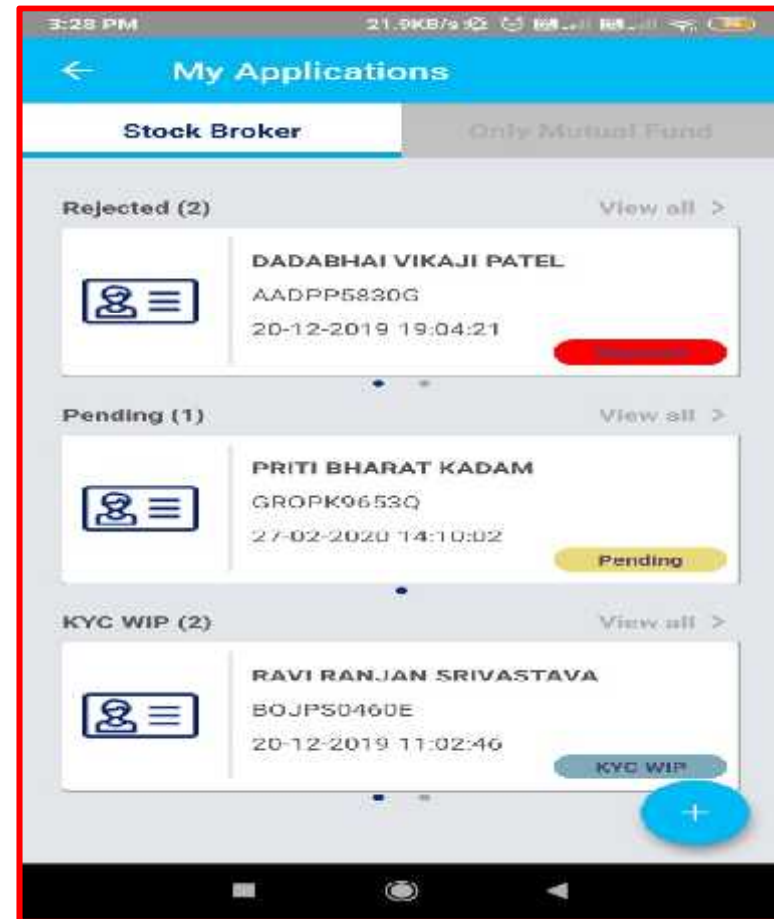 3:28 PM 21.9KB/s
My Applications
Stock Broker Only Mutual Fund
Rejected (2) View all >
DADABHAI VIKAJI PATEL
AADPP5830G
20-12-2019 19:04:21
Pending (1) View all >
PRITI BHARAT KADAM
GROPK9653Q
27-02-2020 14:10:02
Pending
KYC WIP (2) View all >
RAVI RANJAN SRIVASTAVA
BOJPS0460E
20-12-2019 11:02:46
KYC WIP
+